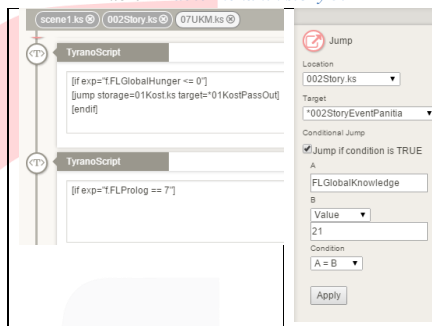 scene1.ks
002Story.ks
07UKM.ks
<T>
TyranoScript
[if exp="f.FLGlobalHunger <= 0"]
[jump storage=01Kost.ks target=*01KostPassOut]
[endif]
<T>
TyranoScript
[if exp="f.FLProlog == 7"]
Jump
Location
002Story.ks
Target
*002StoryEventPanitia
Conditional Jump
Jump if condition is TRUE
A
FLGlobalKnowledge
B
Value
21
Condition
A = B
Apply